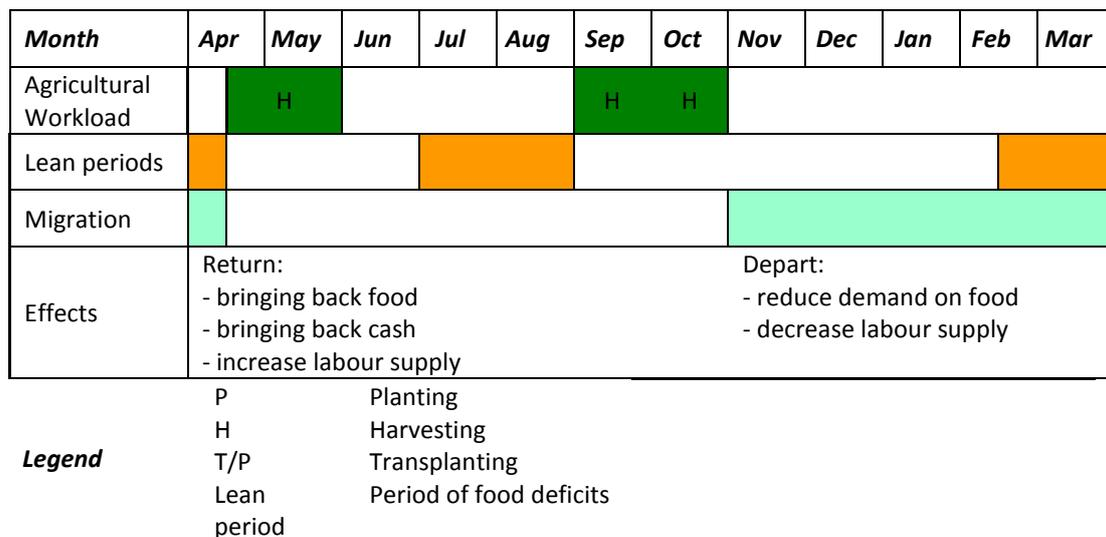 Month Apr May Jun Jul Aug Sep Oct Nov Dec Jan Feb Mar
Agricultural
Workload
H H H
Lean periods
Migration
Effects
Return:
- bringing back food
- bringing back cash
- increase labour supply
Depart:
- reduce demand on food
- decrease labour supply
Legend
P Planting
H Harvesting
T/P Transplanting
Lean Period of food deficits
period